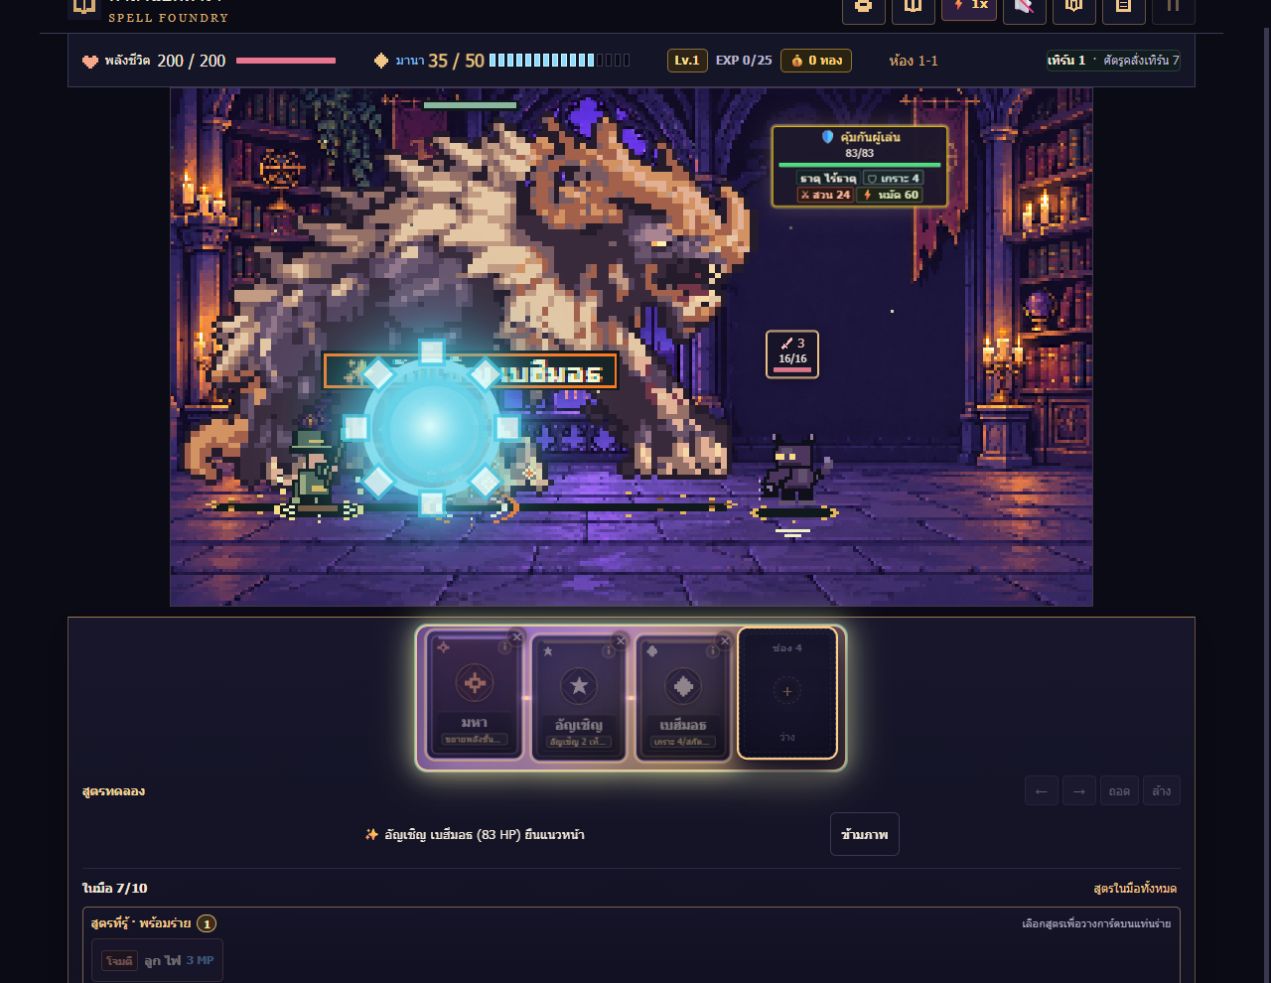 SPELL FOUNDRY
1x
พลังชีวิต 200 / 200
มานา 35 / 50
Lv.1
EXP 0/25
0 ทอง
ห้อง 1-1
เทิร์น 1 · ศัตรูคลั่งเทิร์น 7
คุ้มกันผู้เล่น
83/83
ธาตุ ไร้ธาตุ
เกราะ 4
สวน 24
หมัด 60
3
16/16
เบฮีมอธ
มหา
ขยายพลังขั้น...
อัญเชิญ
อัญเชิญ 2 เท้...
เบฮีมอธ
เกราะ 4/สกัด...
ช่อง 4
+
ว่าง
สูตรทดลอง
←
→
ถอด
ล้าง
อัญเชิญ เบฮีมอธ (83 HP) ยืนแนวหน้า
ข้ามภาพ
ในมือ 7/10
สูตรในมือทั้งหมด
สูตรที่รู้ · พร้อมร่าย 1
เลือกสูตรเพื่อวางการ์ดบนแท่นร่าย
โจมตี ลูก ไฟ 3 MP